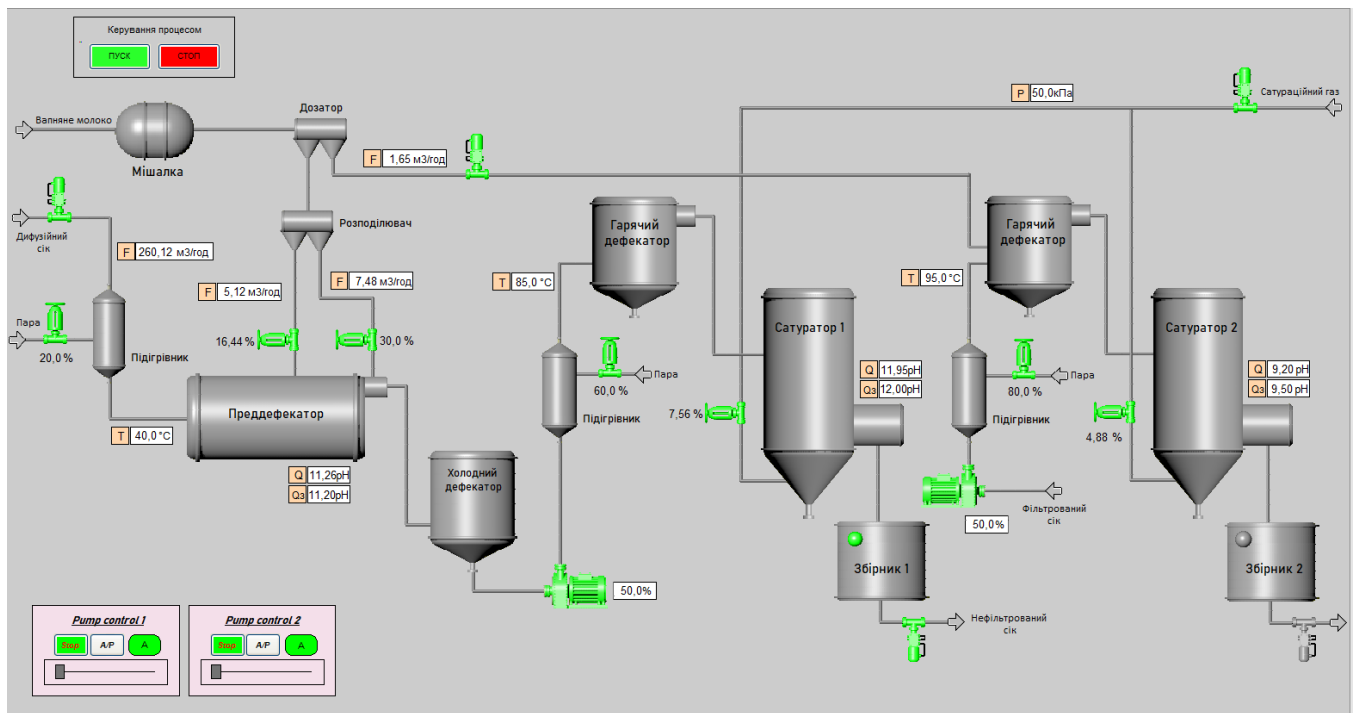 Керування процесом
ПУСК
СТОП
P
50,0кПа
Сатураційний газ
Вапняне молоко
Дозатор
Мішалка
F
1,65 м3/год
Розподілювач
Гарячий
дефекатор
Гарячий
дефекатор
Дифузійний
сік
F
260,12 м3/год
F
7,48 м3/год
F
5,12 м3/год
T
85,0 °C
T
95,0 °C
Пара
20,0 %
Підігрівник
16,44 %
30,0 %
Сатуратор 1
Сатуратор 2
Пара
60,0 %
Підігрівник
Q
11,95pH
Qз
12,00pH
Пара
80,0 %
Підігрівник
Q
9,20 pH
Qз
9,50 pH
Преддефекатор
7,56 %
4,88 %
T
40,0 °C
Q
11,26pH
Qз
11,20pH
Холодний
дефекатор
50,0%
Фільтрований
сік
50,0%
Збірник 1
Збірник 2
Нефільтрований
сік
Pump control 1
Stop
A/P
A
Pump control 2
Stop
A/P
A